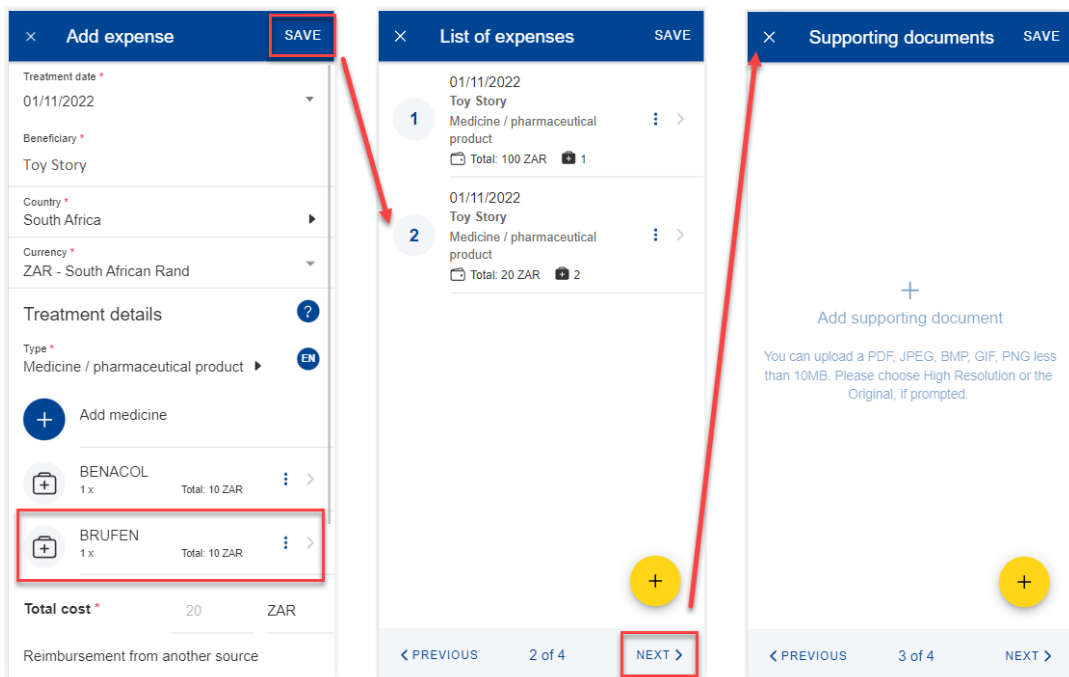 Add expense
SAVE
Treatment date *
01/11/2022
Beneficiary *
Toy Story
Country *
South Africa
Currency *
ZAR - South African Rand
Treatment details
?
Type *
Medicine / pharmaceutical product
EN
Add medicine
BENACOL
1 x Total: 10 ZAR
BRUFEN
1 x Total: 10 ZAR
Total cost * 20 ZAR
Reimbursement from another source
List of expenses
SAVE
1
01/11/2022
Toy Story
Medicine / pharmaceutical
product
Total: 100 ZAR 1
2
01/11/2022
Toy Story
Medicine / pharmaceutical
product
Total: 20 ZAR 2
PREVIOUS 2 of 4 NEXT
Supporting documents
SAVE
Add supporting document
You can upload a PDF, JPEG, BMP, GIF, PNG less
than 10MB. Please choose High Resolution or the
Original, if prompted.
PREVIOUS 3 of 4 NEXT